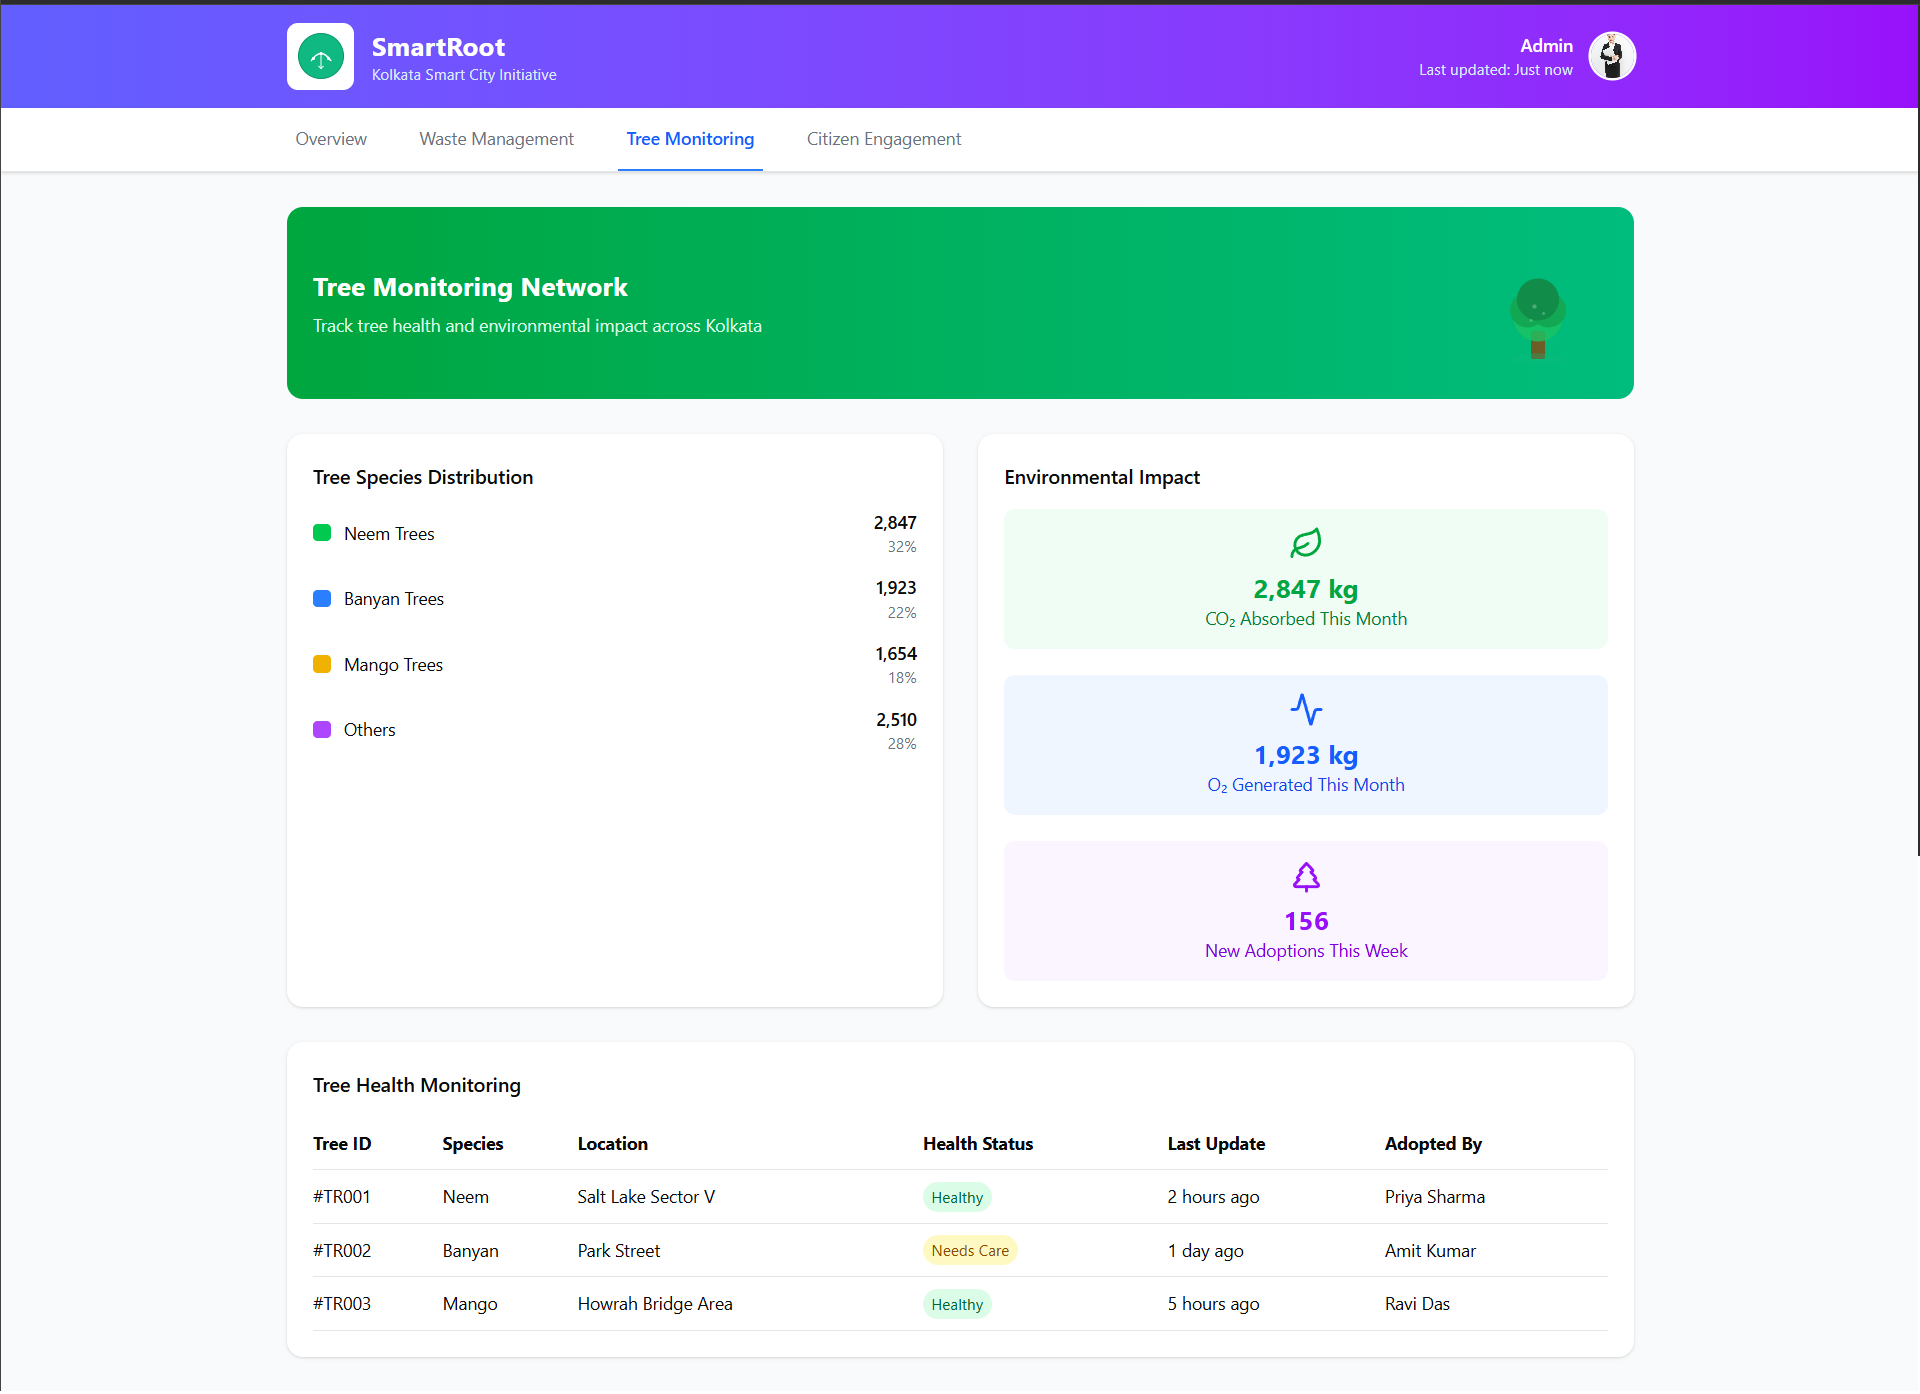 SmartRoot
Kolkata Smart City Initiative
Admin
Last updated: Just now
Overview
Waste Management
Tree Monitoring
Citizen Engagement
Tree Monitoring Network
Track tree health and environmental impact across Kolkata
Tree Species Distribution
Neem Trees
2,847
32%
Banyan Trees
1,923
22%
Mango Trees
1,654
18%
Others
2,510
28%
Environmental Impact
2,847 kg
CO₂ Absorbed This Month
1,923 kg
O₂ Generated This Month
156
New Adoptions This Week
Tree Health Monitoring
Tree ID Species Location Health Status Last Update Adopted By
#TR001 Neem Salt Lake Sector V Healthy 2 hours ago Priya Sharma
#TR002 Banyan Park Street Needs Care 1 day ago Amit Kumar
#TR003 Mango Howrah Bridge Area Healthy 5 hours ago Ravi Das